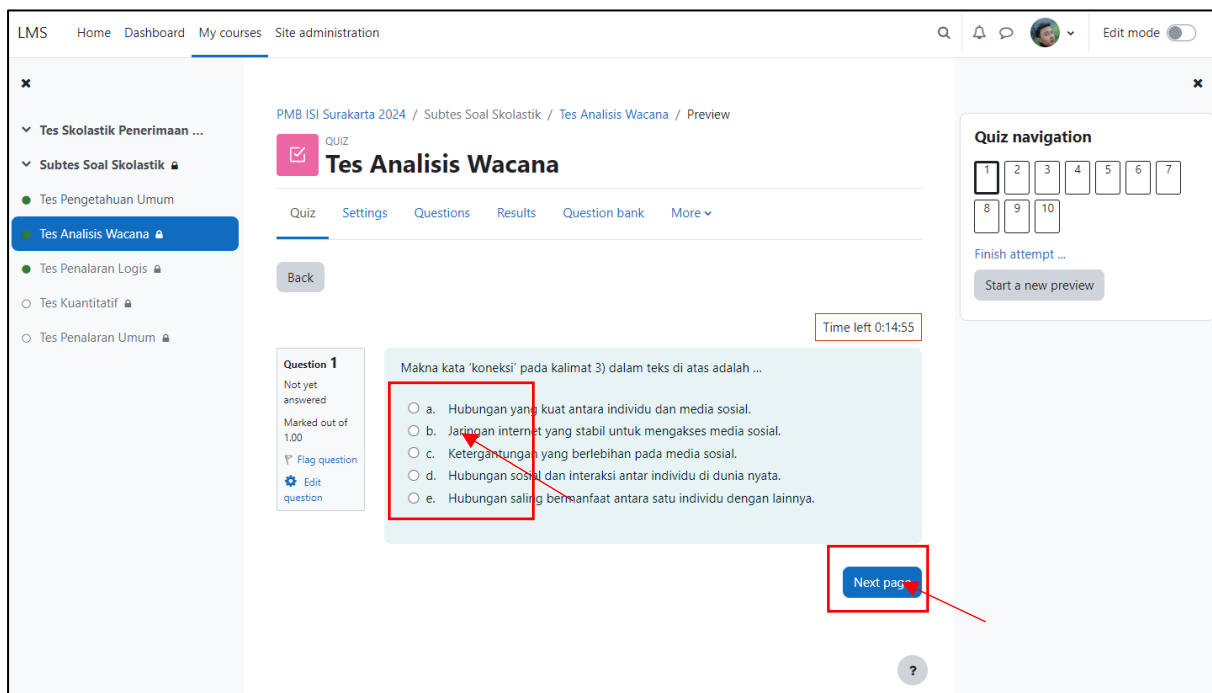 LMS Home Dashboard My courses Site administration Edit mode
Tes Skolastik Penerimaan ...
Subtes Soal Skolastik
Tes Pengetahuan Umum
Tes Analisis Wacana
Tes Penalaran Logis
Tes Kuantitatif
Tes Penalaran Umum
PMB ISI Surakarta 2024 / Subtes Soal Skolastik / Tes Analisis Wacana / Preview
QUIZ
Tes Analisis Wacana
Quiz Settings Questions Results Question bank More
Back
Time left 0:14:55
Question 1
Not yet
answered
Marked out of
1.00
Flag question
Edit
question
Makna kata 'koneksi' pada kalimat 3) dalam teks di atas adalah ...
a. Hubungan yang kuat antara individu dan media sosial.
b. Jaringan internet yang stabil untuk mengakses media sosial.
c. Ketergantungan yang berlebihan pada media sosial.
d. Hubungan sosial dan interaksi antar individu di dunia nyata.
e. Hubungan saling bermanfaat antara satu individu dengan lainnya.
Next page
Quiz navigation
1 2 3 4 5 6 7
8 9 10
Finish attempt ...
Start a new preview
?